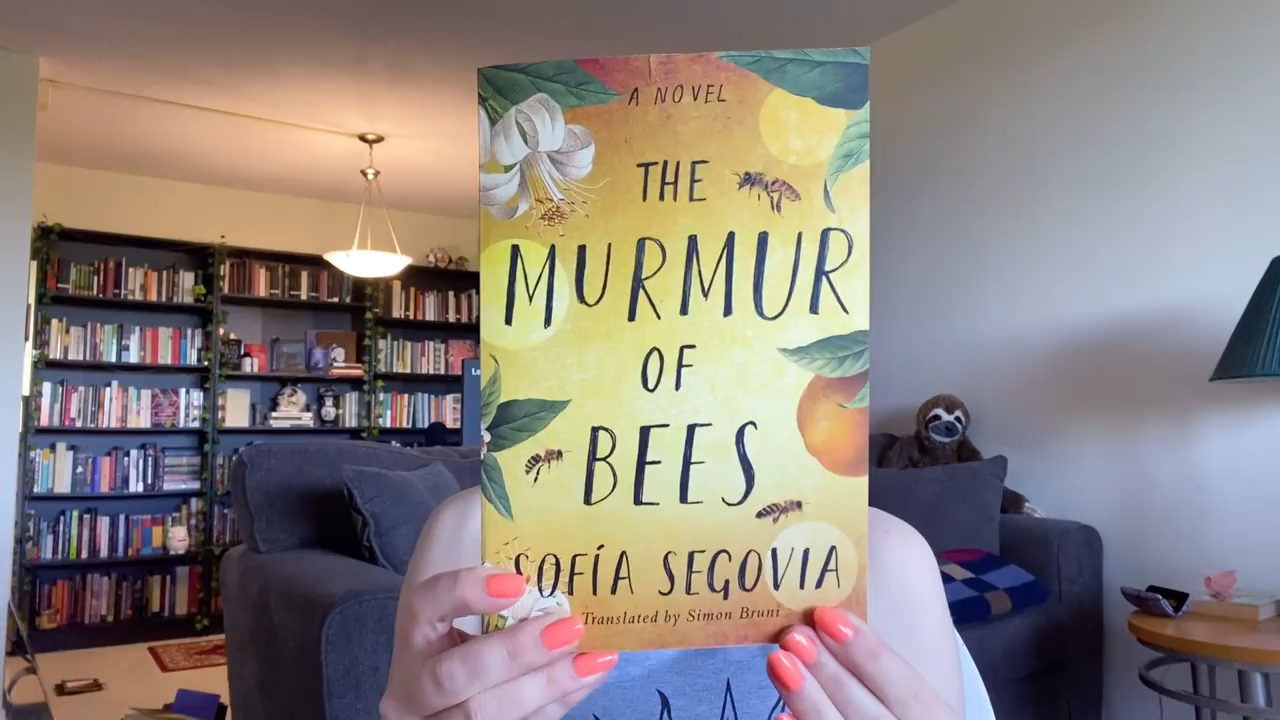 A NOVEL
THE
MURMUR
OF
BEES
SOFÍA SEGOVIA
Translated by Simon Bruni